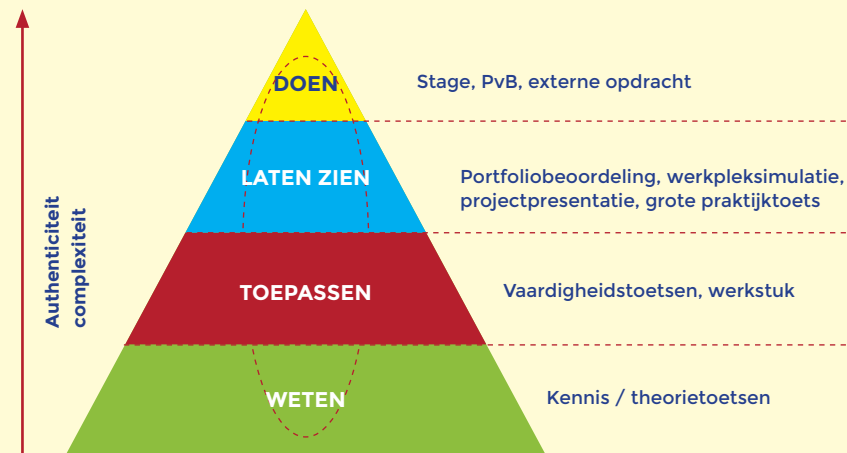 DOEN
Stage, PvB, externe opdracht
LATEN ZIEN
Portfoliobeoordeling, werkpleksimulatie,
projectpresentatie, grote praktijktoets
Authenticiteit
complexiteit
TOEPASSEN
Vaardigheidstoetsen, werkstuk
WETEN
Kennis / theorietoetsen